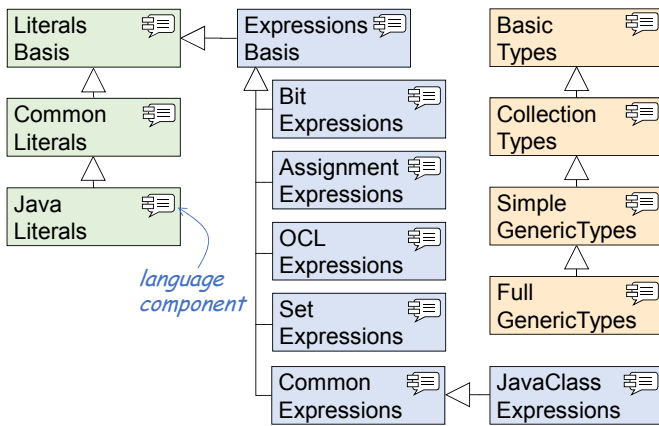 Literals
Basis
Expressions
Basis
Basic
Types
Common
Literals
Bit
Expressions
Collection
Types
Java
Literals
Assignment
Expressions
Simple
GenericTypes
language
component
OCL
Expressions
Set
Expressions
Full
GenericTypes
Common
Expressions
JavaClass
Expressions